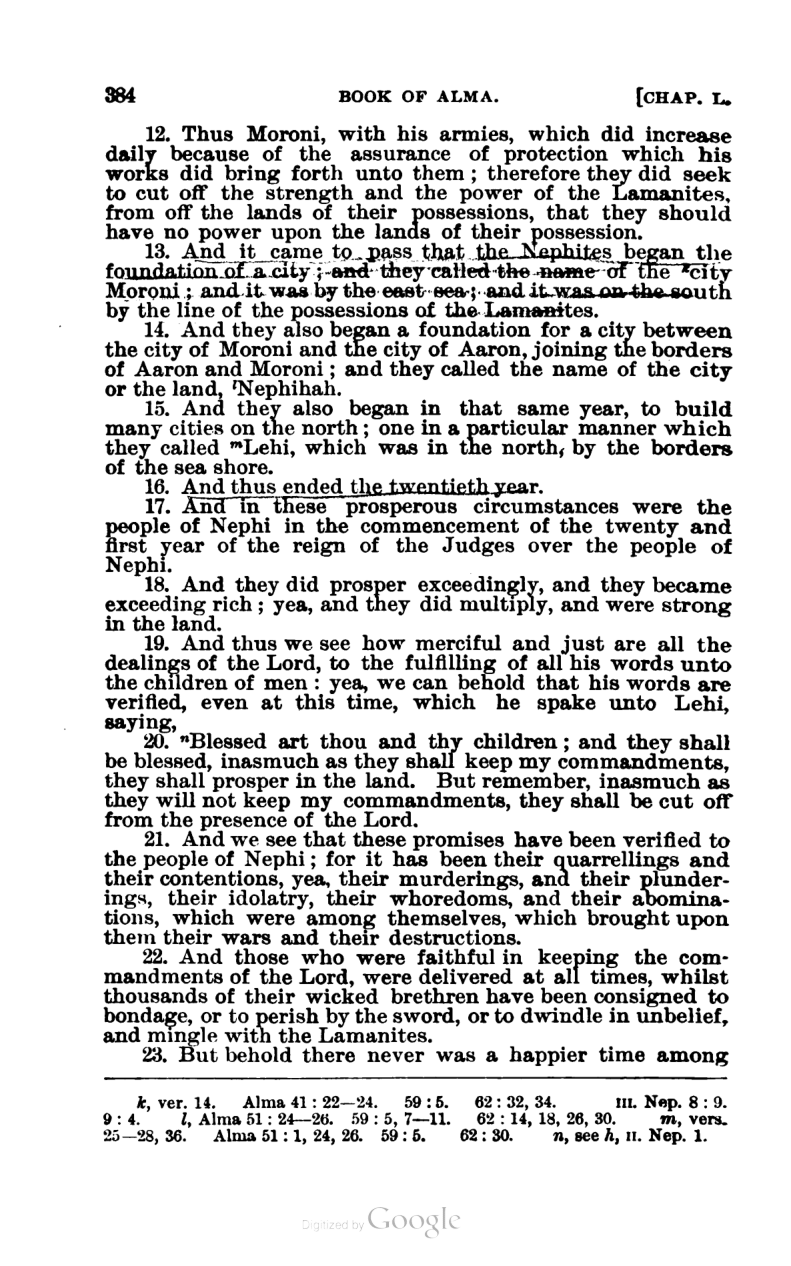 384 BOOK OF ALMA. [CHAP. L.
12. Thus Moroni, with his armies, which did increase
daily because of the assurance of protection which his
works did bring forth unto them ; therefore they did seek
to cut off the strength and the power of the Lamanites,
from off the lands of their possessions, that they should
have no power upon the lands of their possession.
13. And it came to pass that the Nephites began the
foundation of a city ; and they called the name of the ᵏcity
Moroni ; and it was by the east sea ; and it was on the south
by the line of the possessions of the Lamanites.
14. And they also began a foundation for a city between
the city of Moroni and the city of Aaron, joining the borders
of Aaron and Moroni ; and they called the name of the city
or the land, ˡNephihah.
15. And they also began in that same year, to build
many cities on the north ; one in a particular manner which
they called ᵐLehi, which was in the north, by the borders
of the sea shore.
16. And thus ended the twentieth year.
17. And in these prosperous circumstances were the
people of Nephi in the commencement of the twenty and
first year of the reign of the Judges over the people of
Nephi.
18. And they did prosper exceedingly, and they became
exceeding rich ; yea, and they did multiply, and were strong
in the land.
19. And thus we see how merciful and just are all the
dealings of the Lord, to the fulfilling of all his words unto
the children of men : yea, we can behold that his words are
verified, even at this time, which he spake unto Lehi,
saying,
20. ⁿBlessed art thou and thy children ; and they shall
be blessed, inasmuch as they shall keep my commandments,
they shall prosper in the land. But remember, inasmuch as
they will not keep my commandments, they shall be cut off
from the presence of the Lord.
21. And we see that these promises have been verified to
the people of Nephi ; for it has been their quarrellings and
their contentions, yea, their murderings, and their plunder-
ings, their idolatry, their whoredoms, and their abomina-
tions, which were among themselves, which brought upon
them their wars and their destructions.
22. And those who were faithful in keeping the com-
mandments of the Lord, were delivered at all times, whilst
thousands of their wicked brethren have been consigned to
bondage, or to perish by the sword, or to dwindle in unbelief,
and mingle with the Lamanites.
23. But behold there never was a happier time among
k, ver. 14. Alma 41 : 22—24. 59 : 5. 62 : 32, 34. III. Nep. 8 : 9.
9 : 4. l, Alma 51 : 24—26. 59 : 5, 7—11. 62 : 14, 18, 26, 30. m, vers.
25—28, 36. Alma 51 : 1, 24, 26. 59 : 5. 62 : 30. n, see h, II. Nep. 1.
Digitized by Google